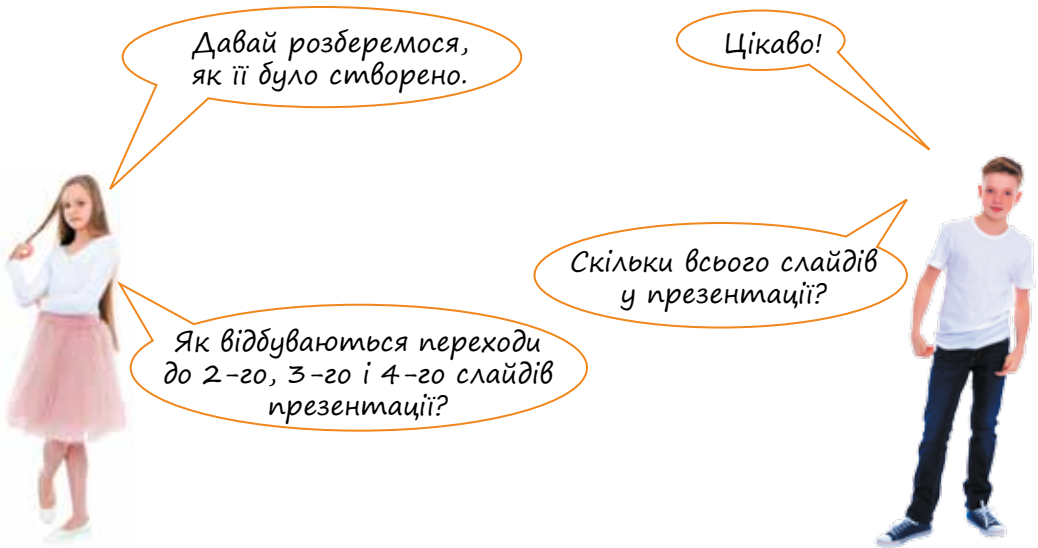 Давай розберемося,
як її було створено.
Цікаво!
Скільки всього слайдів
у презентації?
Як відбуваються переходи
до 2-го, 3-го і 4-го слайдів
презентації?